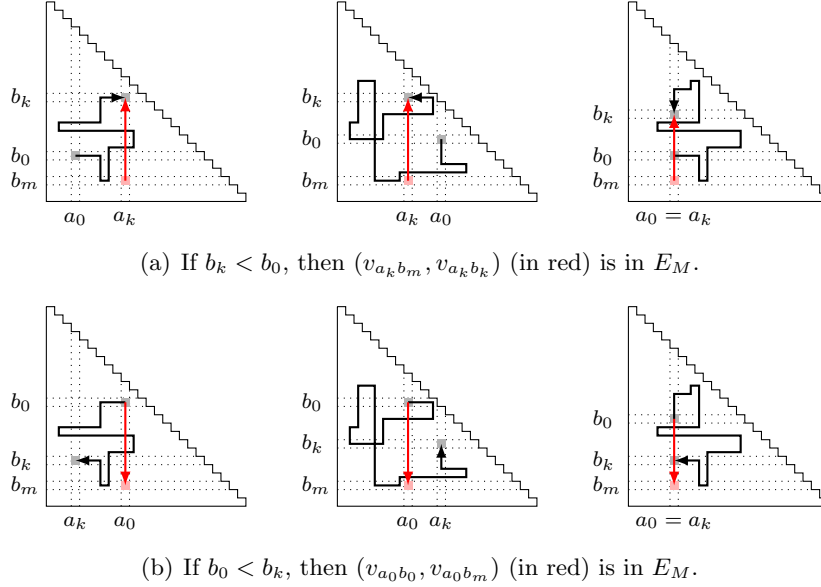 b_k b_k
b_k
b_0
b_0 b_0
b_m b_m b_m
a_0 a_k a_k a_0 a_0 = a_k
(a) If b_k < b_0, then (v_{a_k b_m}, v_{a_k b_k}) (in red) is in E_M.
b_0 b_0
b_0
b_k
b_k b_k
b_m b_m b_m
a_k a_0 a_0 a_k a_0 = a_k
(b) If b_0 < b_k, then (v_{a_0 b_0}, v_{a_0 b_m}) (in red) is in E_M.